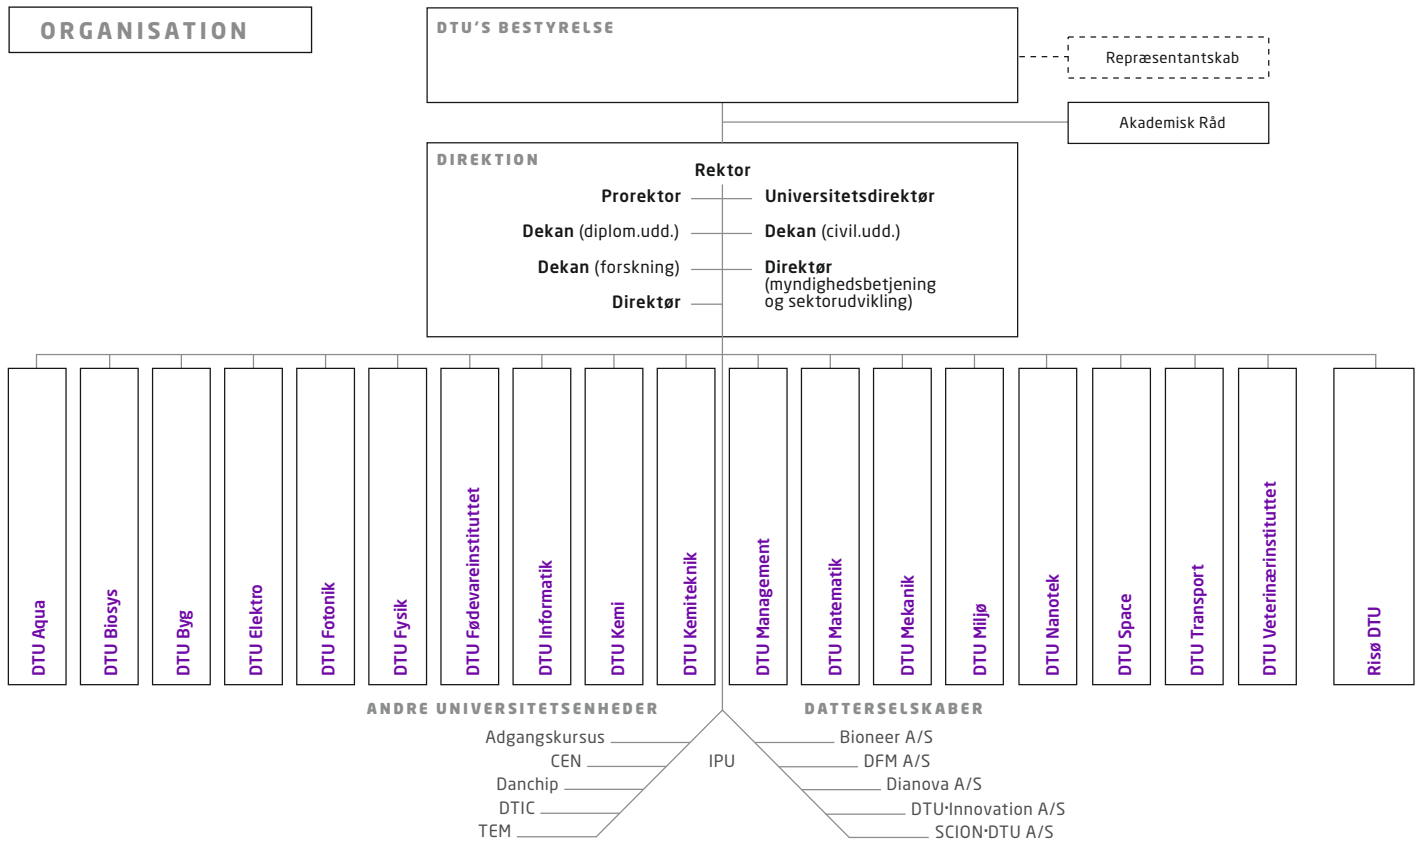 ORGANISATION
DTU'S BESTYRELSE
Repræsentantskab
Akademisk Råd
DIREKTION
Rektor
Prorektor
Universitetsdirektør
Dekan (diplom.udd.)
Dekan (civil.udd.)
Dekan (forskning)
Direktør
(myndighedsbetjening
og sektorudvikling)
Direktør
DTU Aqua
DTU Biosys
DTU Byg
DTU Elektro
DTU Fotonik
DTU Fysik
DTU Fødevareinstituttet
DTU Informatik
DTU Kemi
DTU Kemiteknik
DTU Management
DTU Matematik
DTU Mekanik
DTU Miljø
DTU Nanotek
DTU Space
DTU Transport
DTU Veterinærinstituttet
Risø DTU
ANDRE UNIVERSITETSENHEDER
Adgangskursus
CEN
Danchip
DTIC
TEM
IPU
DATTERSELSKABER
Bioneer A/S
DFM A/S
Dianova A/S
DTU·Innovation A/S
SCION·DTU A/S